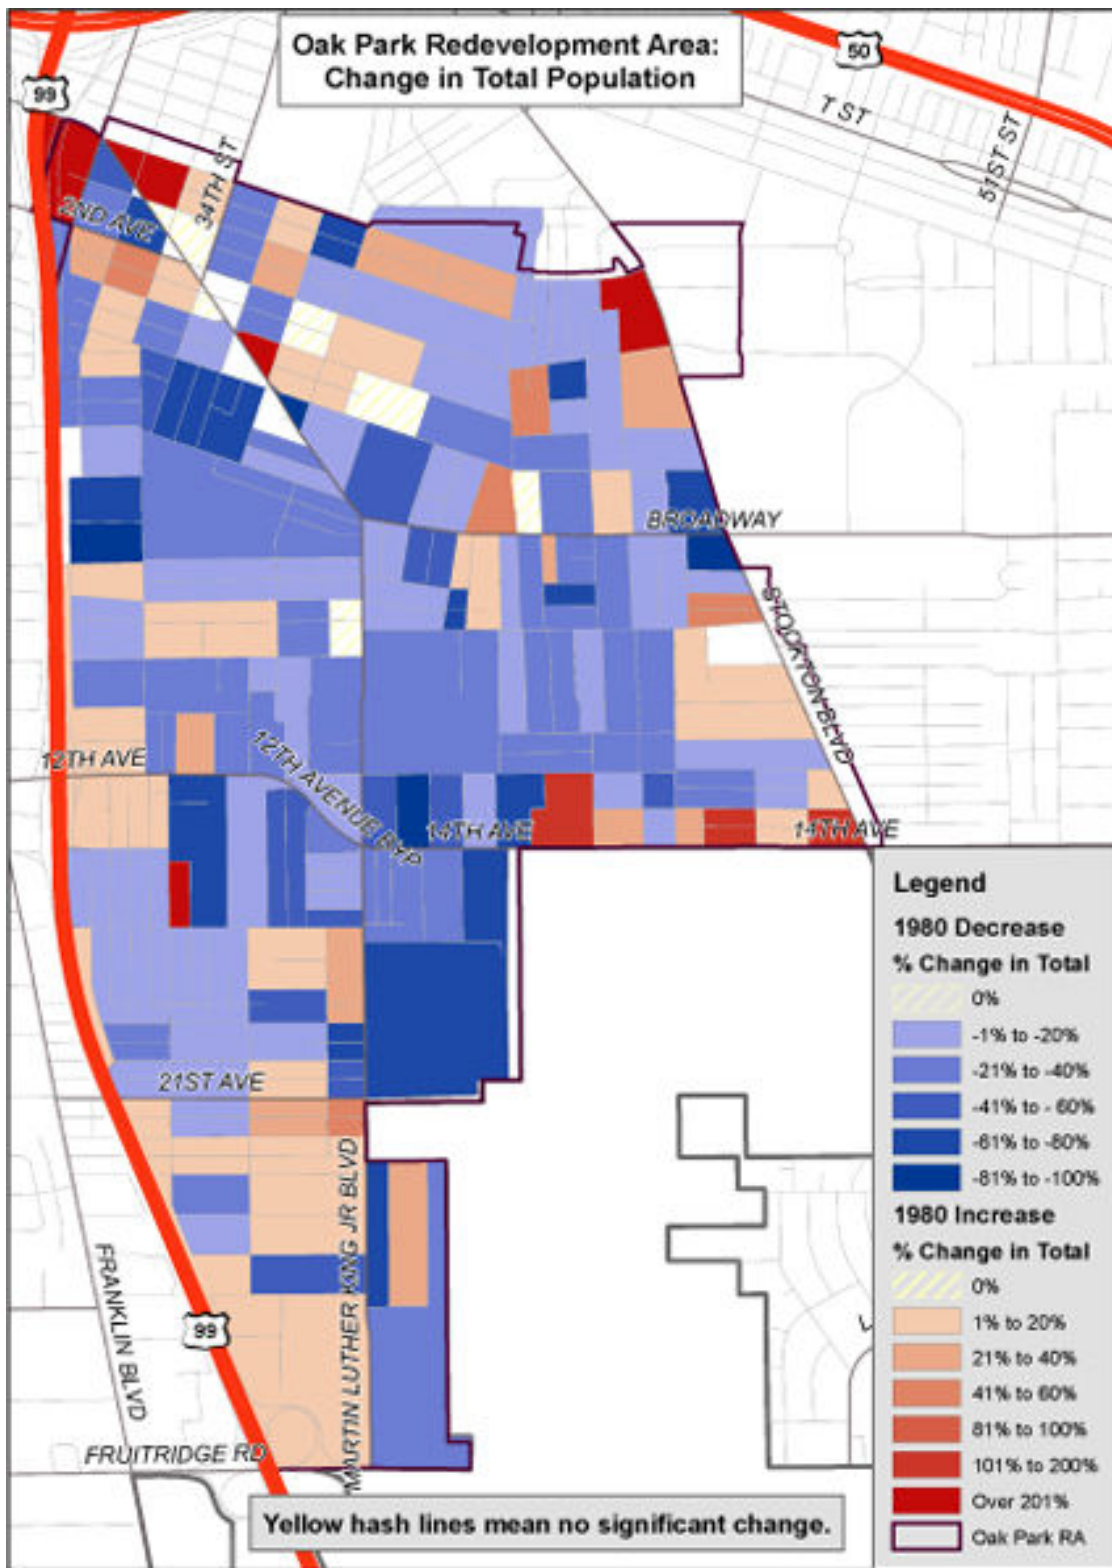 Oak Park Redevelopment Area:
Change in Total Population
99
50
T ST
51ST ST
34TH ST
2ND AVE
BROADWAY
STOCKTON BLVD
12TH AVE
12TH AVENUE BYP
14TH AVE
14TH AVE
21ST AVE
MARTIN LUTHER KING JR BLVD
FRANKLIN BLVD
99
FRUITRIDGE RD
Legend
1980 Decrease
% Change in Total
0%
-1% to -20%
-21% to -40%
-41% to - 60%
-61% to -80%
-81% to -100%
1980 Increase
% Change in Total
0%
1% to 20%
21% to 40%
41% to 60%
81% to 100%
101% to 200%
Over 201%
Oak Park RA
Yellow hash lines mean no significant change.